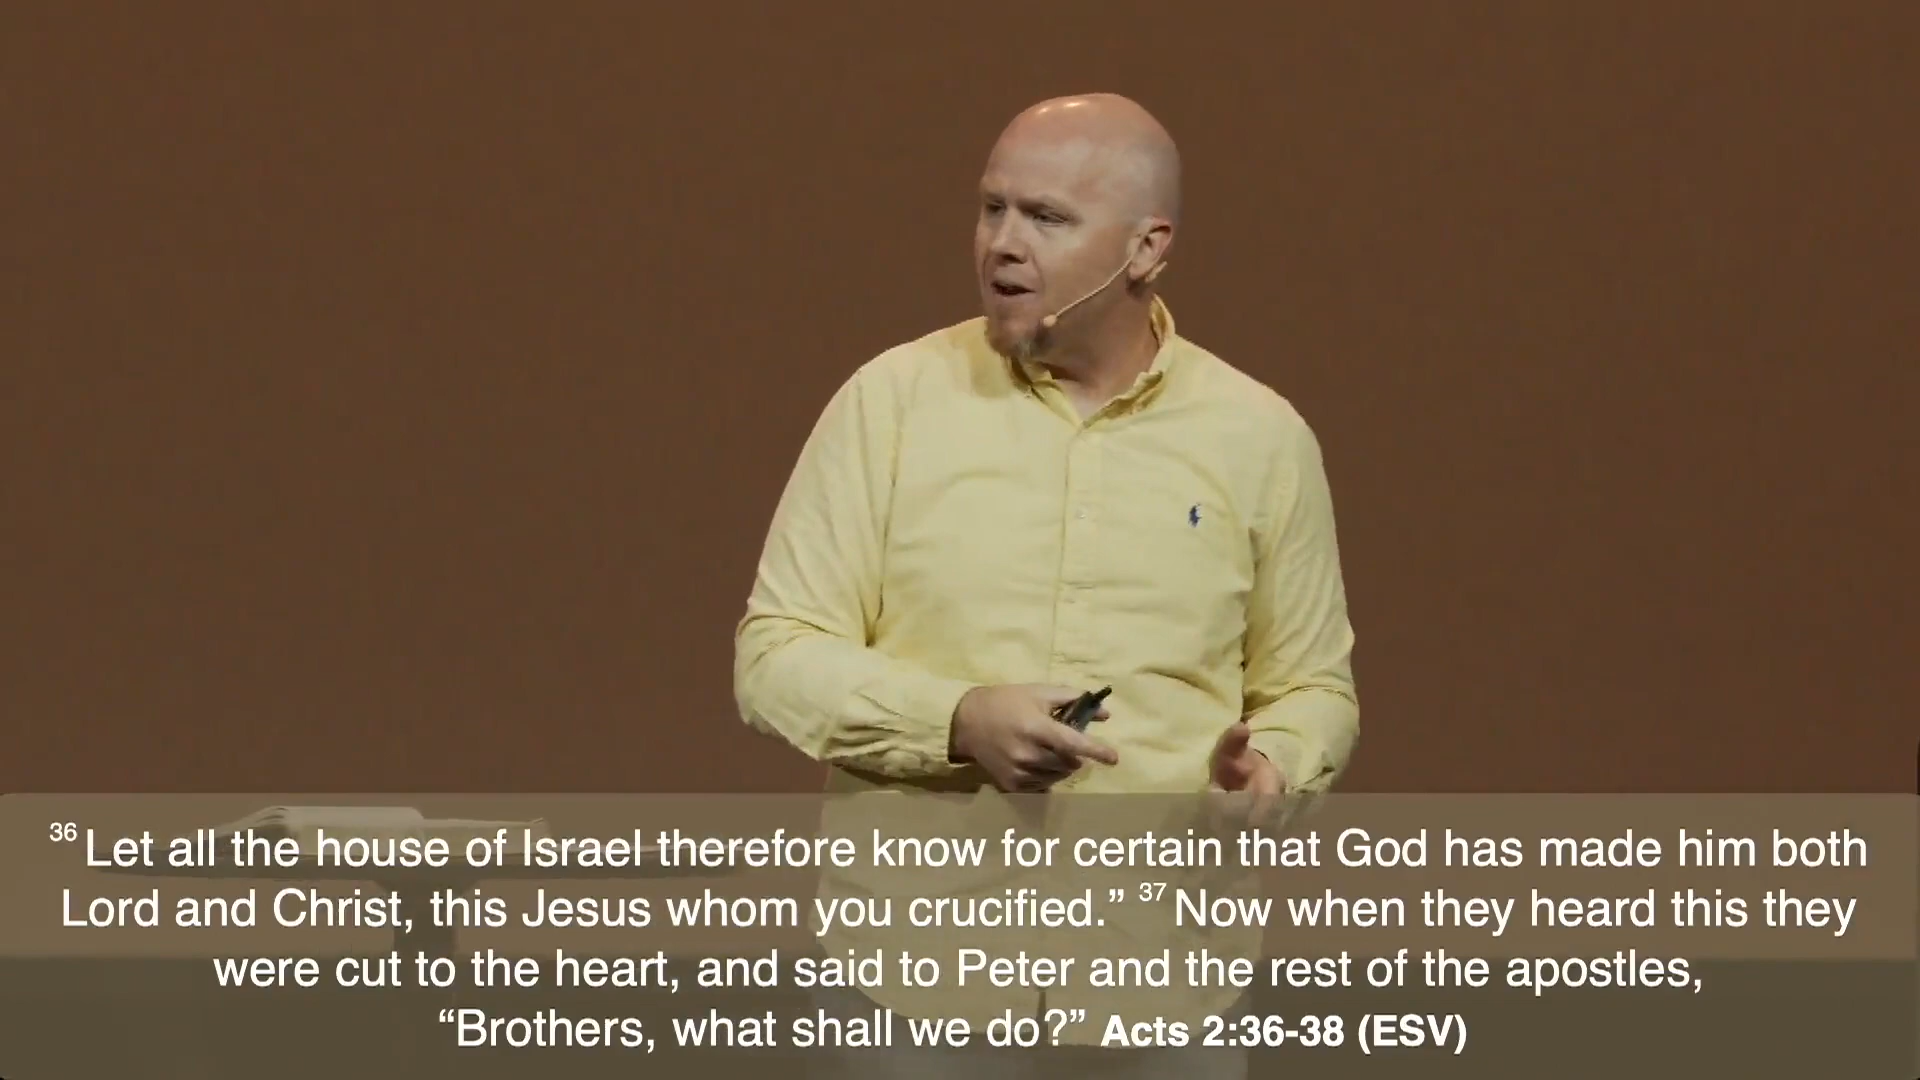 36 Let all the house of Israel therefore know for certain that God has made him both
Lord and Christ, this Jesus whom you crucified.” 37 Now when they heard this they
were cut to the heart, and said to Peter and the rest of the apostles,
“Brothers, what shall we do?” Acts 2:36-38 (ESV)